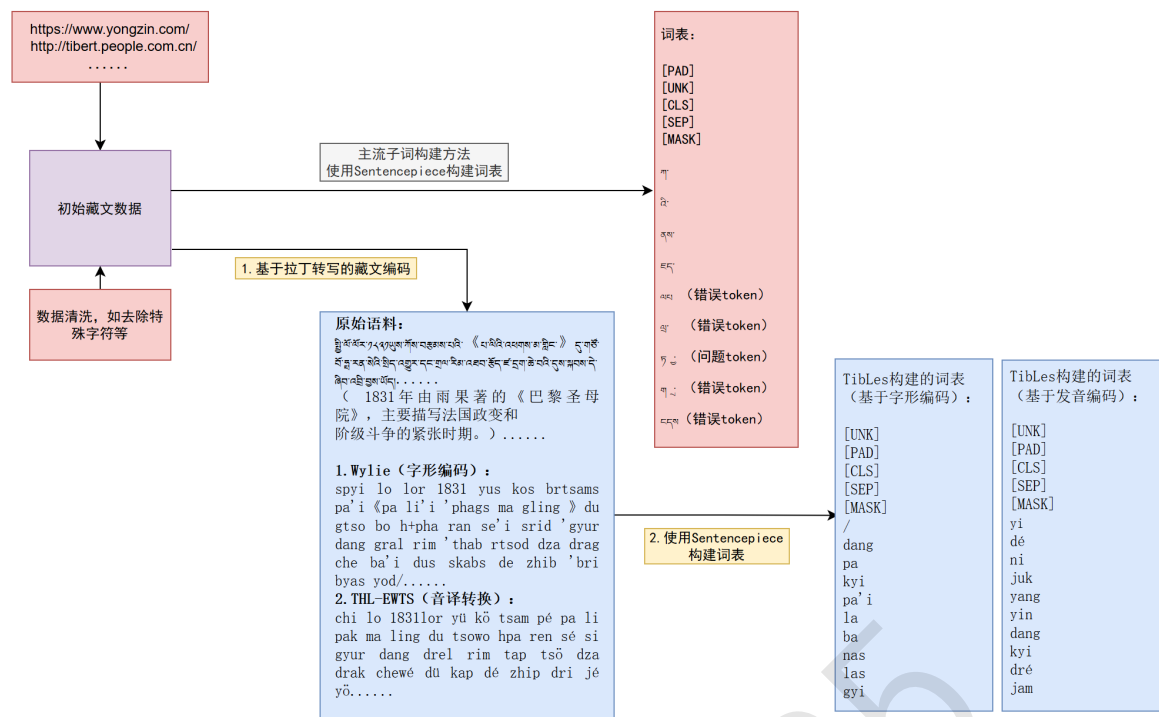 https://www.yongzin.com/
http://tibert.people.com.cn/
......
初始藏文数据
数据清洗，如去除特
殊字符等
主流子词构建方法
使用Sentencepiece构建词表
1.基于拉丁转写的藏文编码
词表：
[PAD]
[UNK]
[CLS]
[SEP]
[MASK]
ཀ་
འི་
ནས་
ཇང་
（错误token）
（错误token）
（问题token）
（错误token）
（错误token）
原始语料：
སྤྱི་ལོ་ལོར་༡༨༣༡ཡུས་ཀོས་བརྩམས་པའི་ 《པ་ལིའི་འཕགས་མ་གླིང་ 》 དུ་གཙོ་
བོ་ཧྥ་རན་སེའི་སྲིད་འགྱུར་དང་གྲལ་རིམ་འཐབ་རྩོད་ཛ་དྲག་ཆེ་བའི་དུས་སྐབས་དེ་
ཞིབ་འབྲི་བྱས་ཡོད།......
（ 1831年由雨果著的《巴黎圣母
院》，主要描写法国政变和
阶级斗争的紧张时期。）......
1.Wylie（字形编码）：
spyi lo lor 1831 yus kos brtsams
pa'i《pa li'i 'phags ma gling 》du
gtso bo h+pha ran se'i srid 'gyur
dang gral rim 'thab rtsod dza drag
che ba'i dus skabs de zhib 'bri
byas yod/......
2.THL-EWTS（音译转换）：
chi lo 1831lor yü kö tsam pé pa li
pak ma ling du tsowo hpa ren sé si
gyur dang drel rim tap tsö dza
drak chewé dü kap dé zhip dri jé
yö......
2.使用Sentencepiece
构建词表
TibLes构建的词表
（基于字形编码）：
[UNK]
[PAD]
[CLS]
[SEP]
[MASK]
/
dang
pa
kyi
pa'i
la
ba
nas
las
gyi
TibLes构建的词表
（基于发音编码）：
[UNK]
[PAD]
[CLS]
[SEP]
[MASK]
yi
dé
ni
juk
yang
yin
dang
kyi
dré
jam